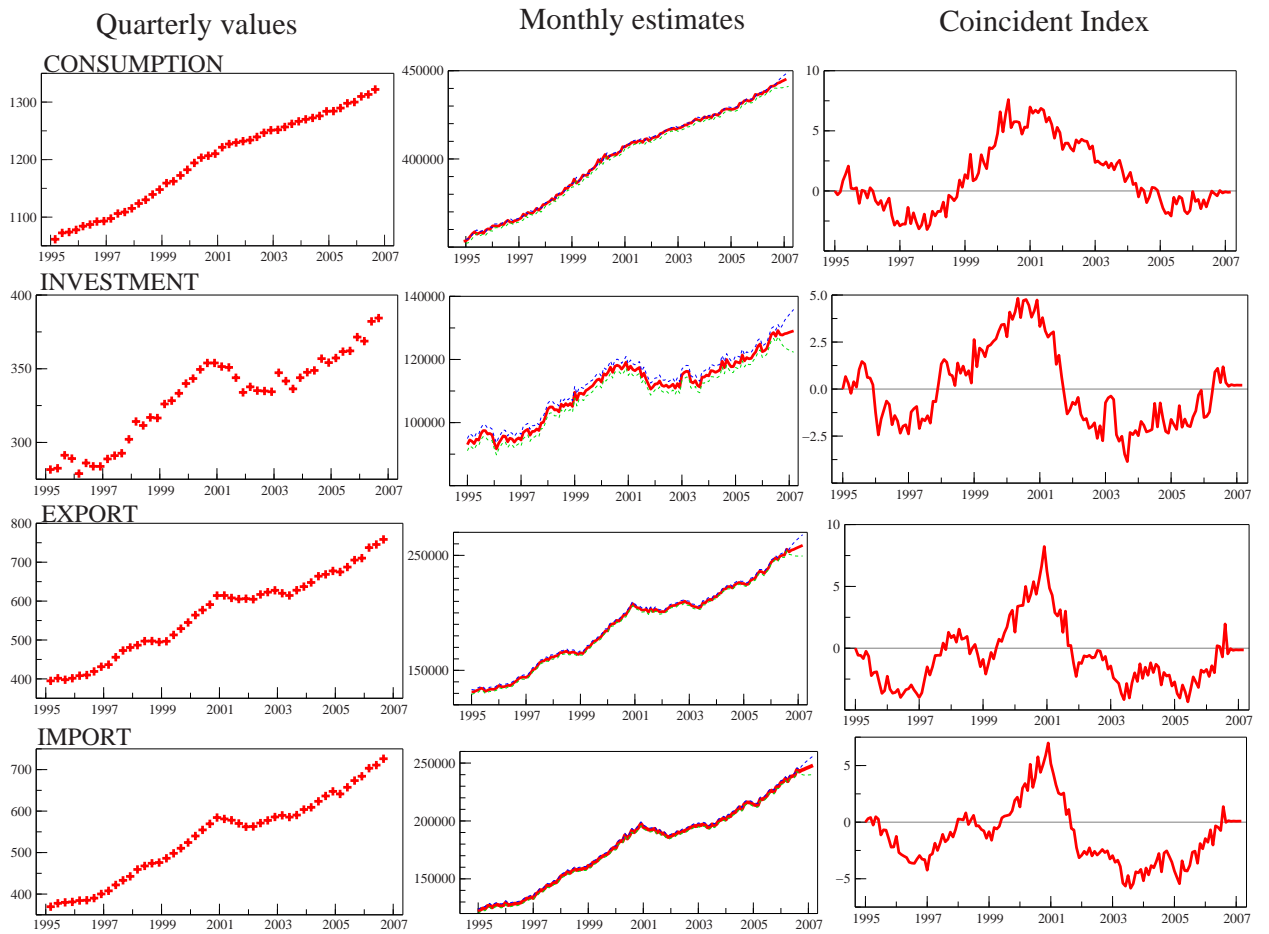 Quarterly values Monthly estimates Coincident Index
CONSUMPTION
1300
1200
1100
1995 1997 1999 2001 2003 2005 2007
450000
400000
1995 1997 1999 2001 2003 2005 2007
10
5
0
1995 1997 1999 2001 2003 2005 2007
INVESTMENT
400
350
300
1995 1997 1999 2001 2003 2005 2007
140000
120000
100000
1995 1997 1999 2001 2003 2005 2007
5.0
2.5
0.0
−2.5
1995 1997 1999 2001 2003 2005 2007
EXPORT
800
700
600
500
400
1995 1997 1999 2001 2003 2005 2007
250000
150000
1995 1997 1999 2001 2003 2005 2007
10
5
0
1995 1997 1999 2001 2003 2005 2007
IMPORT
700
600
500
400
1995 1997 1999 2001 2003 2005 2007
250000
200000
150000
1995 1997 1999 2001 2003 2005 2007
5
0
−5
1995 1997 1999 2001 2003 2005 2007